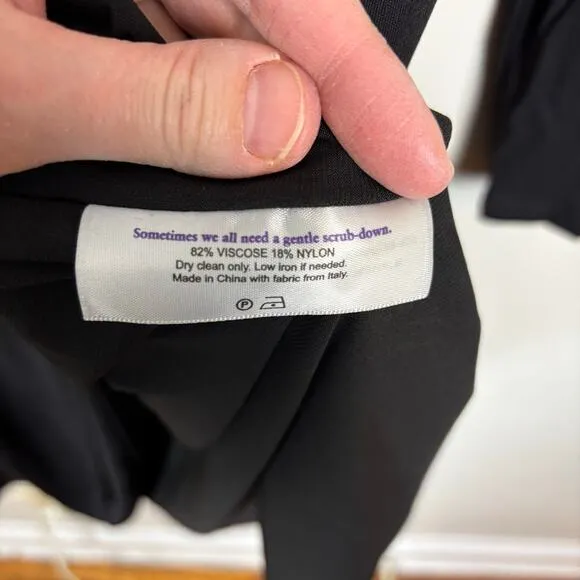 Sometimes we all need a gentle scrub-down.
82% VISCOSE 18% NYLON
Dry clean only. Low iron if needed.
Made in China with fabric from Italy.
P